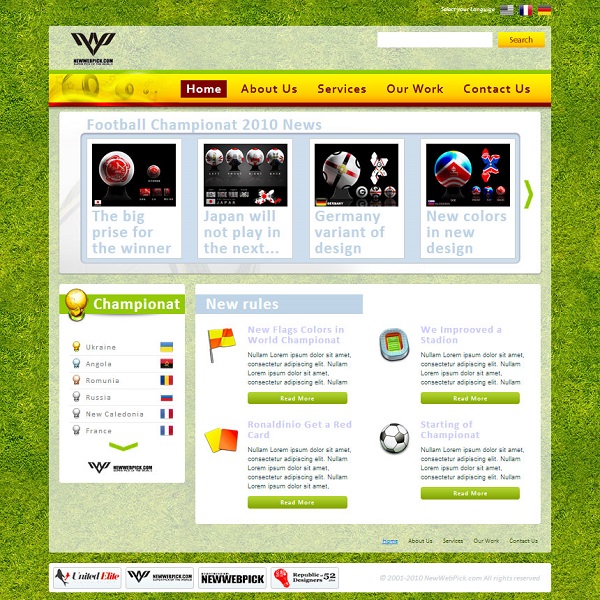 Select your Language
NEWWEBPICK.COM
Search
Home
About Us
Services
Our Work
Contact Us
Football Championat 2010 News
JAPAN
GERMANY
The big
prise for
the winner
Japan will
not play in
the next...
Germany
variant of
design
New colors
in new
design
Championat
Ukraine
Angola
Romunia
Russia
New Caledonia
France
NEWWEBPICK.COM
New rules
New Flags Colors in
World Championat
Nullam Lorem ipsum dolor sit amet,
consectetur adipiscing elit. Nullam
Lorem ipsum dolor sit amet,
consectetur adipiscing elit.
Read More
We Improoved a
Stadion
Nullam Lorem ipsum dolor sit amet,
consectetur adipiscing elit. Nullam
Lorem ipsum dolor sit amet,
consectetur adipiscing elit.
Read More
Ronaldinio Get a Red
Card
Nullam Lorem ipsum dolor sit amet,
consectetur adipiscing elit. Nullam
Lorem ipsum dolor sit amet,
consectetur adipiscing elit.
Read More
Starting of
Championat
Nullam Lorem ipsum dolor sit amet,
consectetur adipiscing elit. Nullam
Lorem ipsum dolor sit amet,
consectetur adipiscing elit.
Read More
Home
About Us
Services
Our Work
Contact Us
United Elite
NEWWEBPICK.COM
NEWWEBPICK
Republic of
Designers 52
© 2001-2010 NewWebPick.com All rights reserved